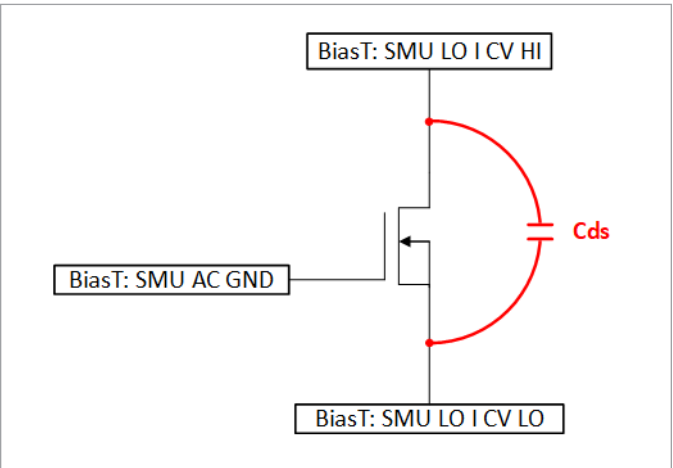 BiasT: SMU LO I CV HI
Cds
BiasT: SMU AC GND
BiasT: SMU LO I CV LO